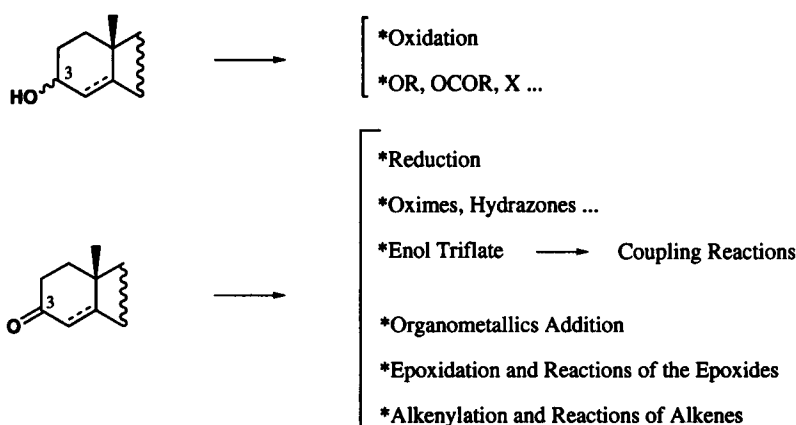 *Oxidation
3
HO
*OR, OCOR, X ...
*Reduction
*Oximes, Hydrazones ...
*Enol Triflate Coupling Reactions
3
O
*Organometallics Addition
*Epoxidation and Reactions of the Epoxides
*Alkenylation and Reactions of Alkenes